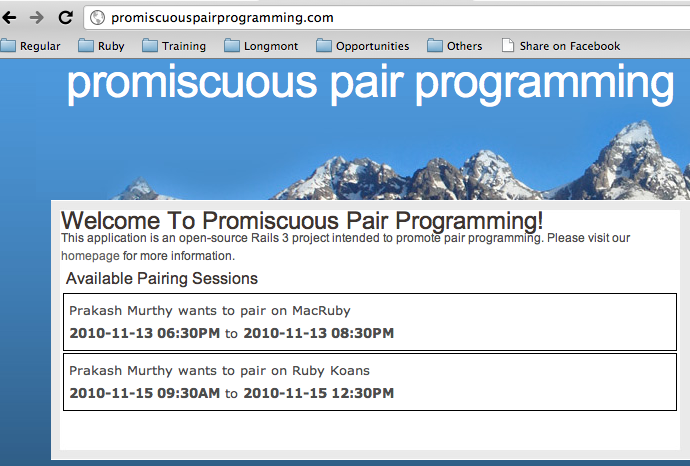 promiscuouspairprogramming.com
Regular Ruby Training Longmont Opportunities Others Share on Facebook
promiscuous pair programming
Welcome To Promiscuous Pair Programming!
This application is an open-source Rails 3 project intended to promote pair programming. Please visit our
homepage for more information.
Available Pairing Sessions
Prakash Murthy wants to pair on MacRuby
2010-11-13 06:30PM to 2010-11-13 08:30PM
Prakash Murthy wants to pair on Ruby Koans
2010-11-15 09:30AM to 2010-11-15 12:30PM